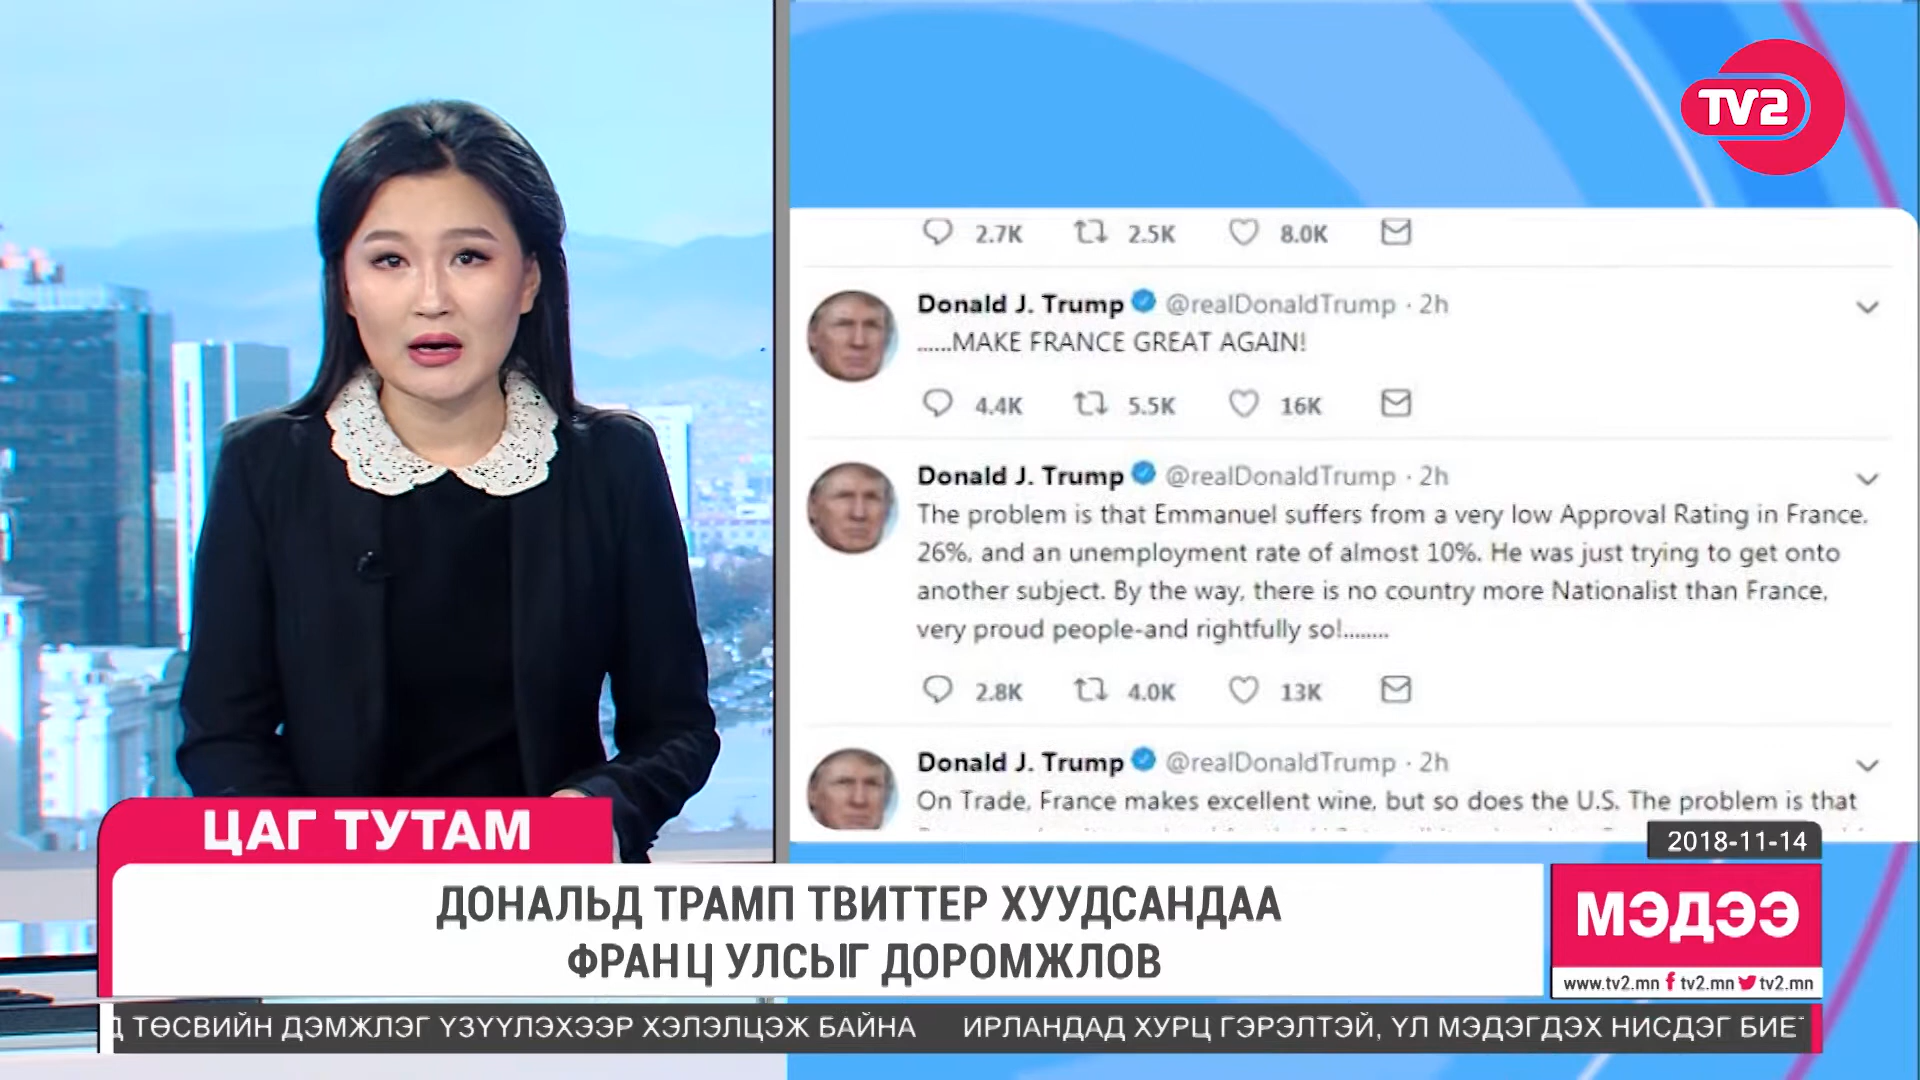 TV2
2.7K 2.5K 8.0K
Donald J. Trump @realDonaldTrump · 2h
......MAKE FRANCE GREAT AGAIN!
4.4K 5.5K 16K
Donald J. Trump @realDonaldTrump · 2h
The problem is that Emmanuel suffers from a very low Approval Rating in France,
26%, and an unemployment rate of almost 10%. He was just trying to get onto
another subject. By the way, there is no country more Nationalist than France,
very proud people-and rightfully so!........
2.8K 4.0K 13K
Donald J. Trump @realDonaldTrump · 2h
On Trade, France makes excellent wine, but so does the U.S. The problem is that
2018-11-14
ЦАГ ТУТАМ
ДОНАЛЬД ТРАМП ТВИТТЕР ХУУДСАНДАА
ФРАНЦ УЛСЫГ ДОРОМЖЛОВ
МЭДЭЭ
www.tv2.mn tv2.mn tv2.mn
Д ТӨСВИЙН ДЭМЖЛЭГ ҮЗҮҮЛЭХЭЭР ХЭЛЭЛЦЭЖ БАЙНА ИРЛАНДАД ХУРЦ ГЭРЭЛТЭЙ, ҮЛ МЭДЭГДЭХ НИСДЭГ БИЕ